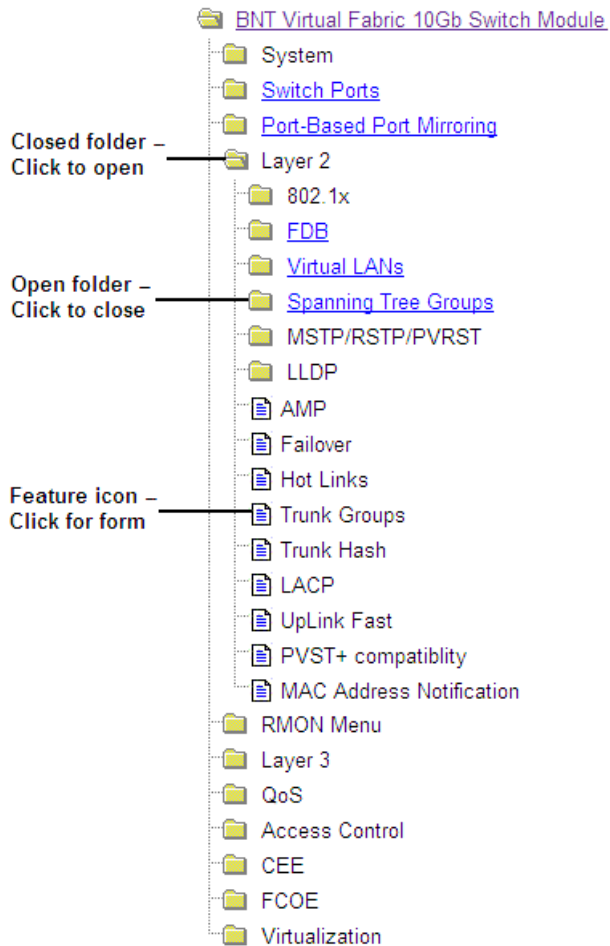 BNT Virtual Fabric 10Gb Switch Module
System
Switch Ports
Port-Based Port Mirroring
Closed folder –
Click to open
Layer 2
802.1x
FDB
Virtual LANs
Open folder –
Click to close
Spanning Tree Groups
MSTP/RSTP/PVRST
LLDP
AMP
Failover
Hot Links
Feature icon –
Click for form
Trunk Groups
Trunk Hash
LACP
UpLink Fast
PVST+ compatiblity
MAC Address Notification
RMON Menu
Layer 3
QoS
Access Control
CEE
FCOE
Virtualization